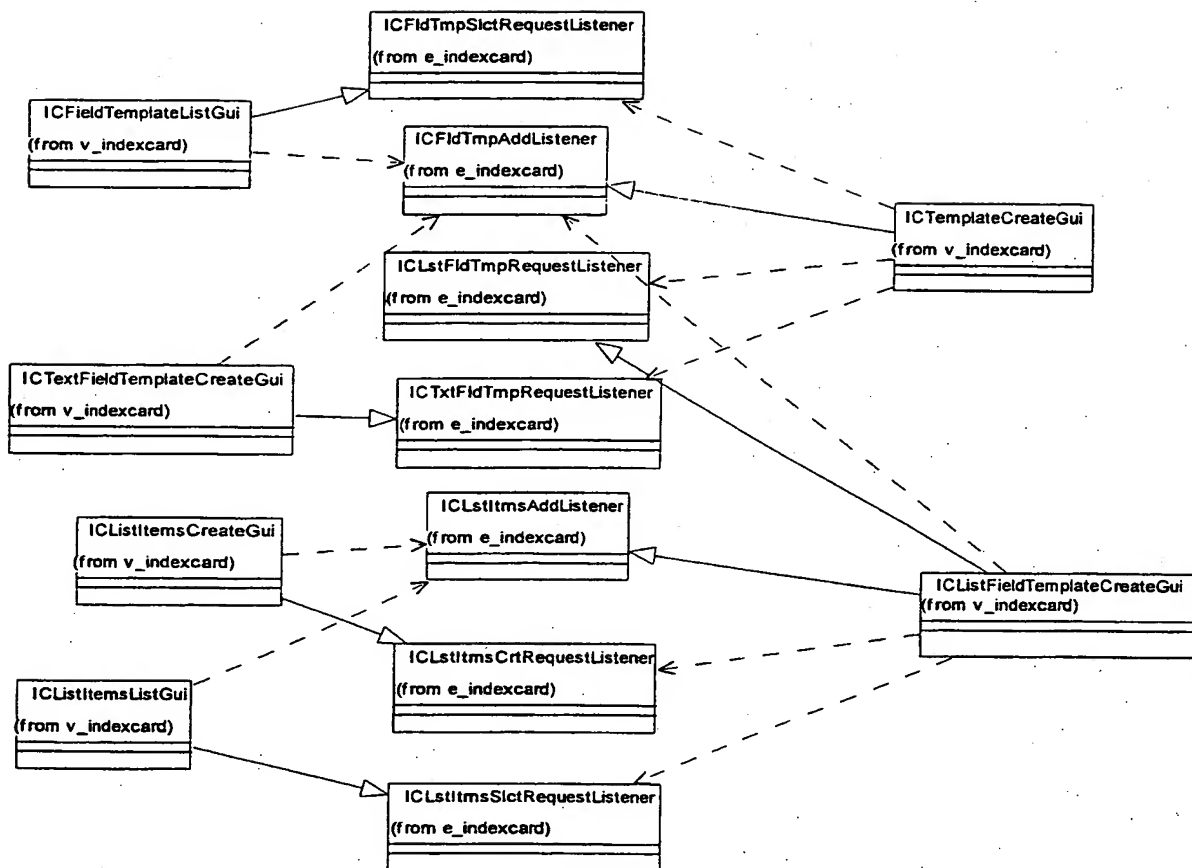 ICFldTmpSlctRequestListener
(from e_indexcard)
ICFieldTemplateListGui
(from v_indexcard)
ICFldTmpAddListener
(from e_indexcard)
ICTemplateCreateGui
(from v_indexcard)
ICLstFldTmpRequestListener
(from e_indexcard)
ICTextFieldTemplateCreateGui
(from v_indexcard)
ICTxtFldTmpRequestListener
(from e_indexcard)
ICListItemsCreateGui
(from v_indexcard)
ICLstItmsAddListener
(from e_indexcard)
ICListFieldTemplateCreateGui
(from v_indexcard)
ICLstItmsCrtRequestListener
(from e_indexcard)
ICListItemsListGui
(from v_indexcard)
ICLstItmsSlctRequestListener
(from e_indexcard)